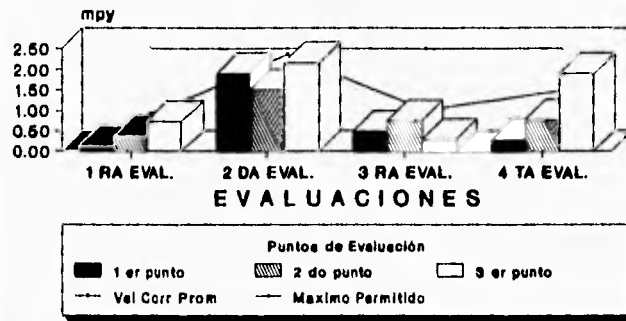 mpy
2.50
2.00
1.50
1.00
0.50
0.00
1 RA EVAL. 2 DA EVAL. 3 RA EVAL. 4 TA EVAL.
EVALUACIONES
Puntos de Evaluación
1 er punto 2 do punto 3 er punto
Vel Corr Prom Maximo Permitido